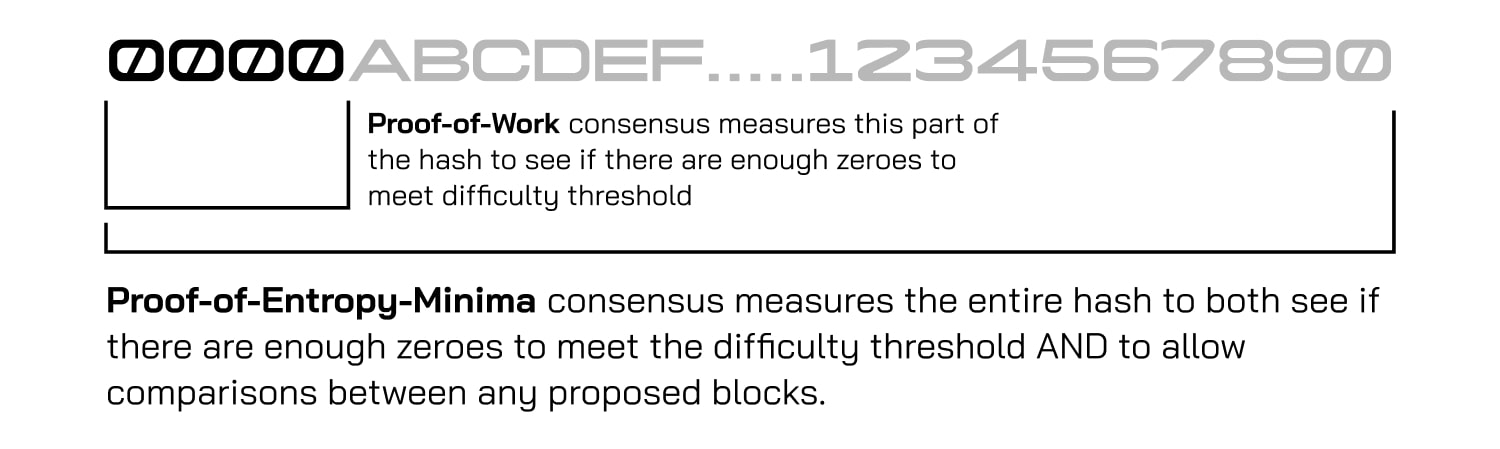 0000ABCDEF.....1234567890
Proof-of-Work consensus measures this part of
the hash to see if there are enough zeroes to
meet difficulty threshold
Proof-of-Entropy-Minima consensus measures the entire hash to both see if
there are enough zeroes to meet the difficulty threshold AND to allow
comparisons between any proposed blocks.